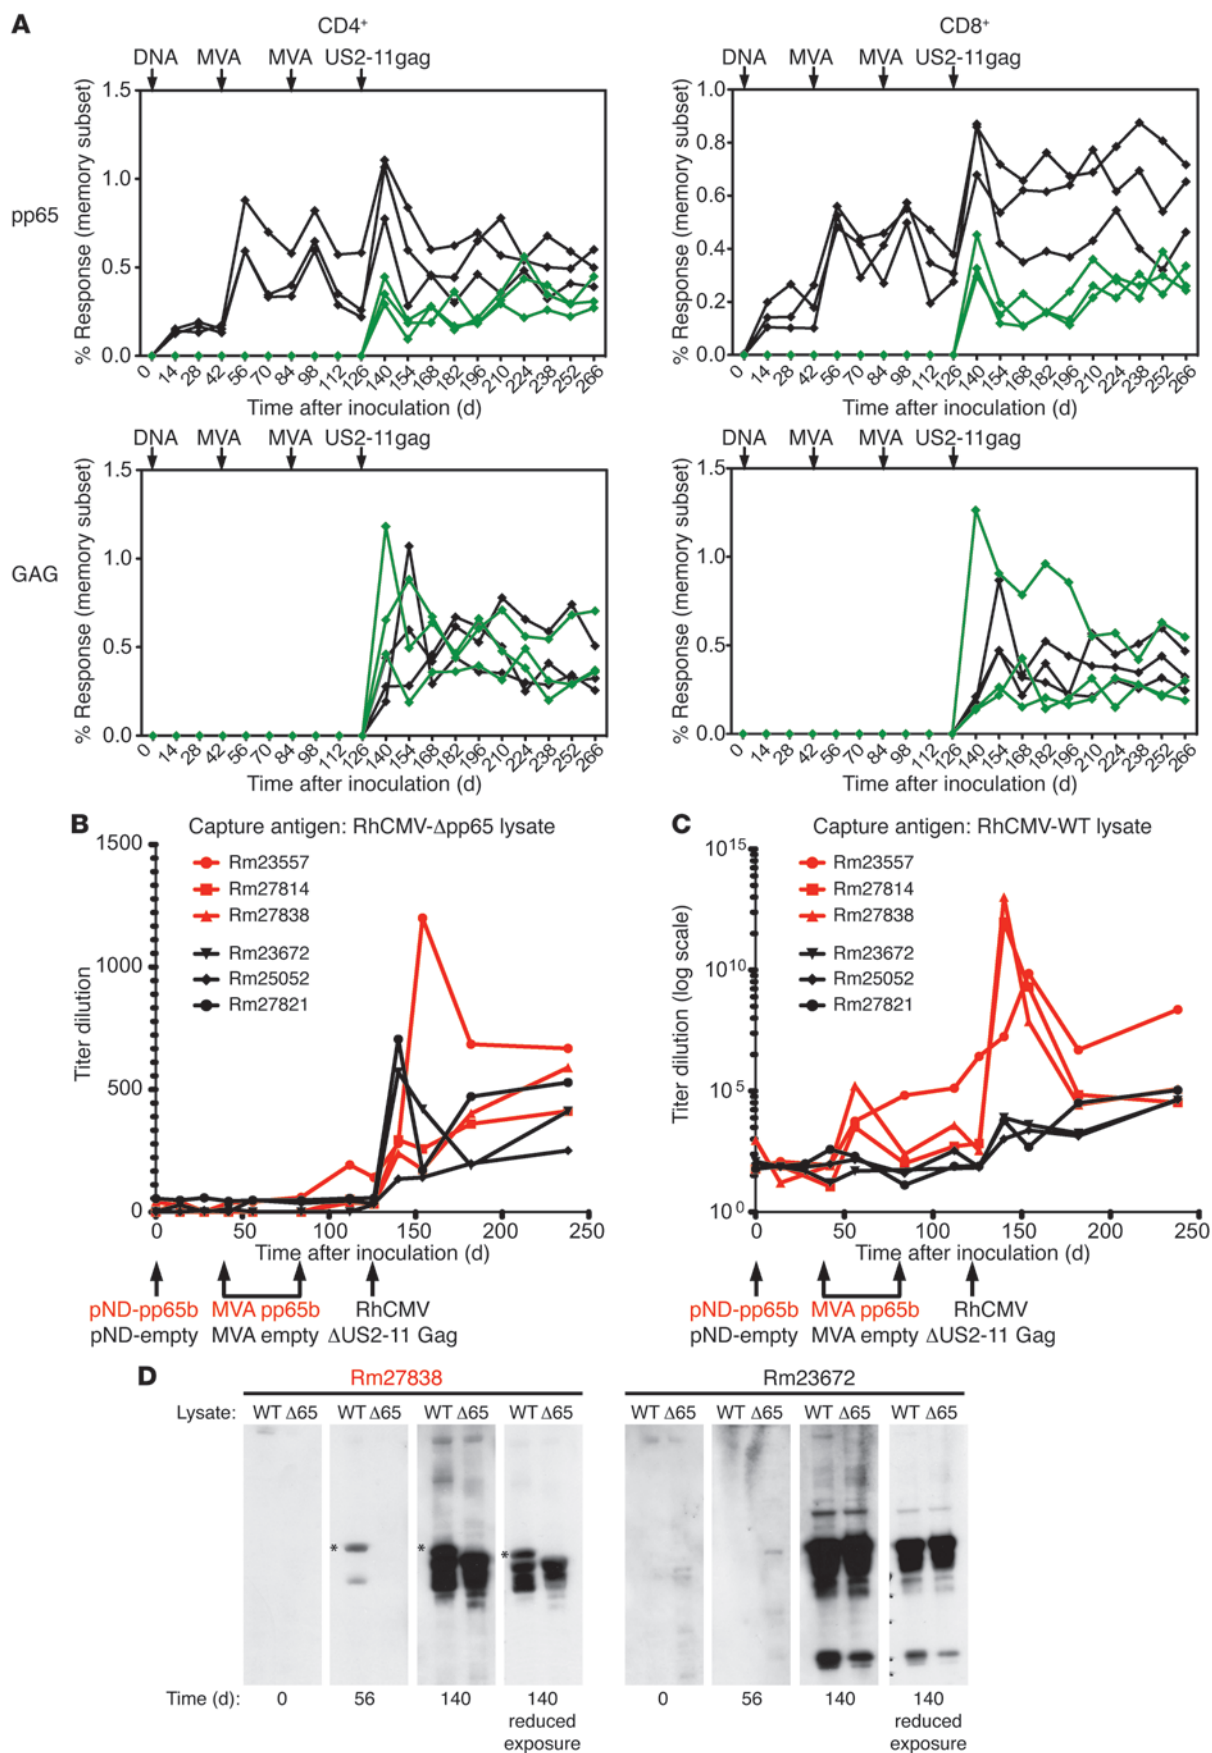 A
CD4+
CD8+
DNA MVA MVA US2-11gag
DNA MVA MVA US2-11gag
pp65
% Response (memory subset)
1.5
1.0
0.5
0.0
0 14 28 42 56 70 84 98 112 126 140 154 168 182 196 210 224 238 252 266
Time after inoculation (d)
% Response (memory subset)
1.0
0.8
0.6
0.4
0.2
0.0
0 14 28 42 56 70 84 98 112 126 140 154 168 182 196 210 224 238 252 266
Time after inoculation (d)
DNA MVA MVA US2-11gag
DNA MVA MVA US2-11gag
GAG
% Response (memory subset)
1.5
1.0
0.5
0.0
0 14 28 42 56 70 84 98 112 126 140 154 168 182 196 210 224 238 252 266
Time after inoculation (d)
% Response (memory subset)
1.5
1.0
0.5
0.0
0 14 28 42 56 70 84 98 112 126 140 154 168 182 196 210 224 238 252 266
Time after inoculation (d)
B
Capture antigen: RhCMV-Δpp65 lysate
Titer dilution
1500
1000
500
0
Rm23557
Rm27814
Rm27838
Rm23672
Rm25052
Rm27821
0 50 100 150 200 250
Time after inoculation (d)
pND-pp65b MVA pp65b RhCMV
pND-empty MVA empty ΔUS2-11 Gag
C
Capture antigen: RhCMV-WT lysate
Titer dilution (log scale)
10^15
10^10
10^5
10^0
Rm23557
Rm27814
Rm27838
Rm23672
Rm25052
Rm27821
0 50 100 150 200 250
Time after inoculation (d)
pND-pp65b MVA pp65b RhCMV
pND-empty MVA empty ΔUS2-11 Gag
D
Rm27838
Rm23672
Lysate: WT Δ65 WT Δ65 WT Δ65 WT Δ65
WT Δ65 WT Δ65 WT Δ65 WT Δ65
* * *
Time (d): 0 56 140 140
reduced
exposure
0 56 140 140
reduced
exposure